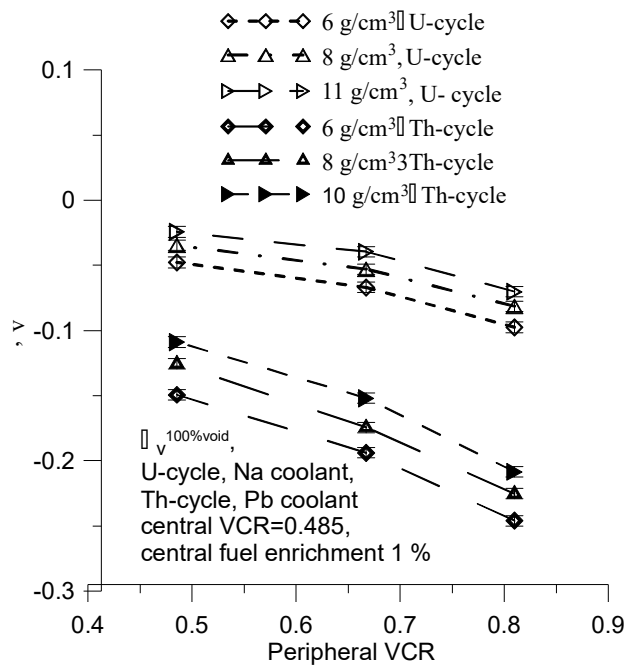 6 g/cm³▯ U-cycle
8 g/cm³, U-cycle
11 g/cm³, U- cycle
6 g/cm³▯ Th-cycle
8 g/cm³3Th-cycle
10 g/cm³▯ Th-cycle
0.1
0
-0.1
-0.2
-0.3
, v
▯ v100%void,
U-cycle, Na coolant,
Th-cycle, Pb coolant
central VCR=0.485,
central fuel enrichment 1 %
0.4 0.5 0.6 0.7 0.8 0.9
Peripheral VCR